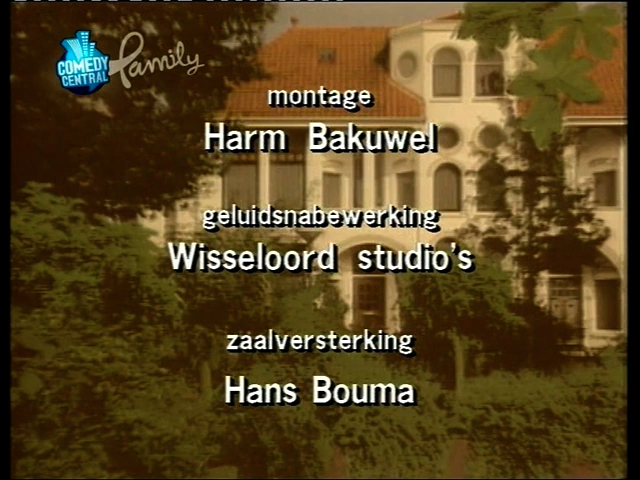 COMEDY
CENTRAL
family
montage
Harm Bakuwel
geluidsnabewerking
Wisseloord studio's
zaalversterking
Hans Bouma